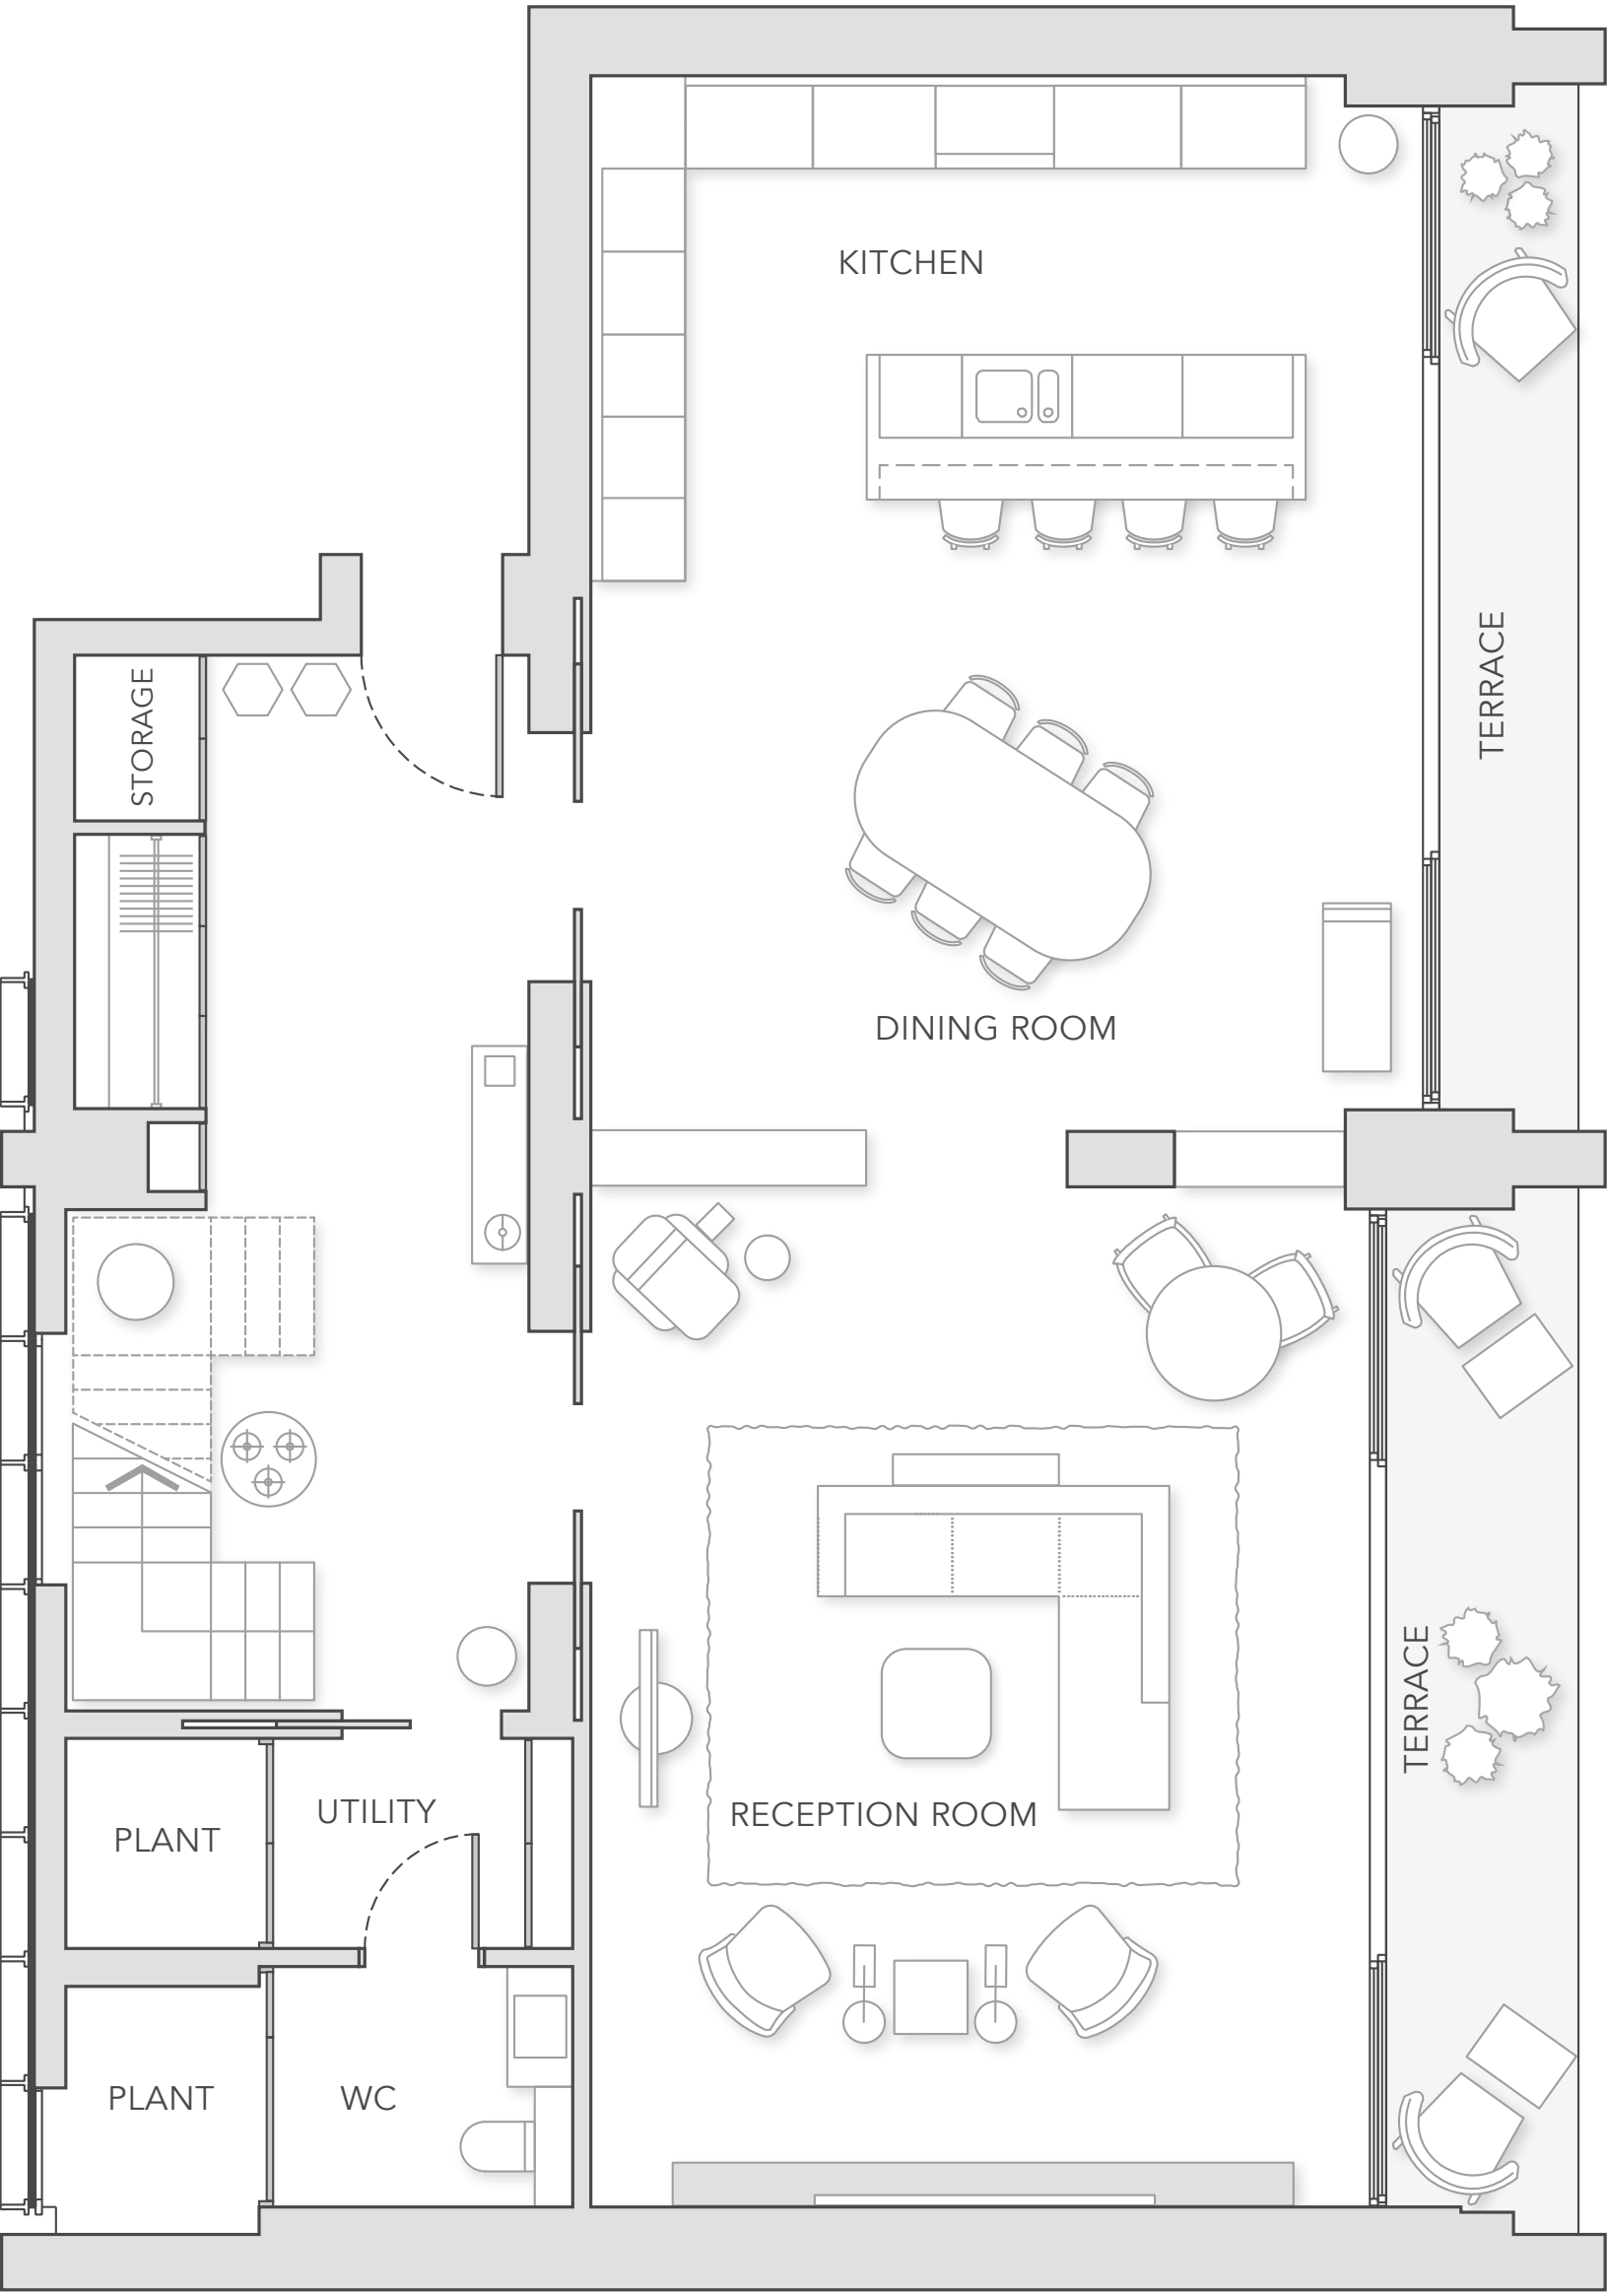 KITCHEN
TERRACE
STORAGE
DINING ROOM
TERRACE
UTILITY
RECEPTION ROOM
PLANT
PLANT
WC